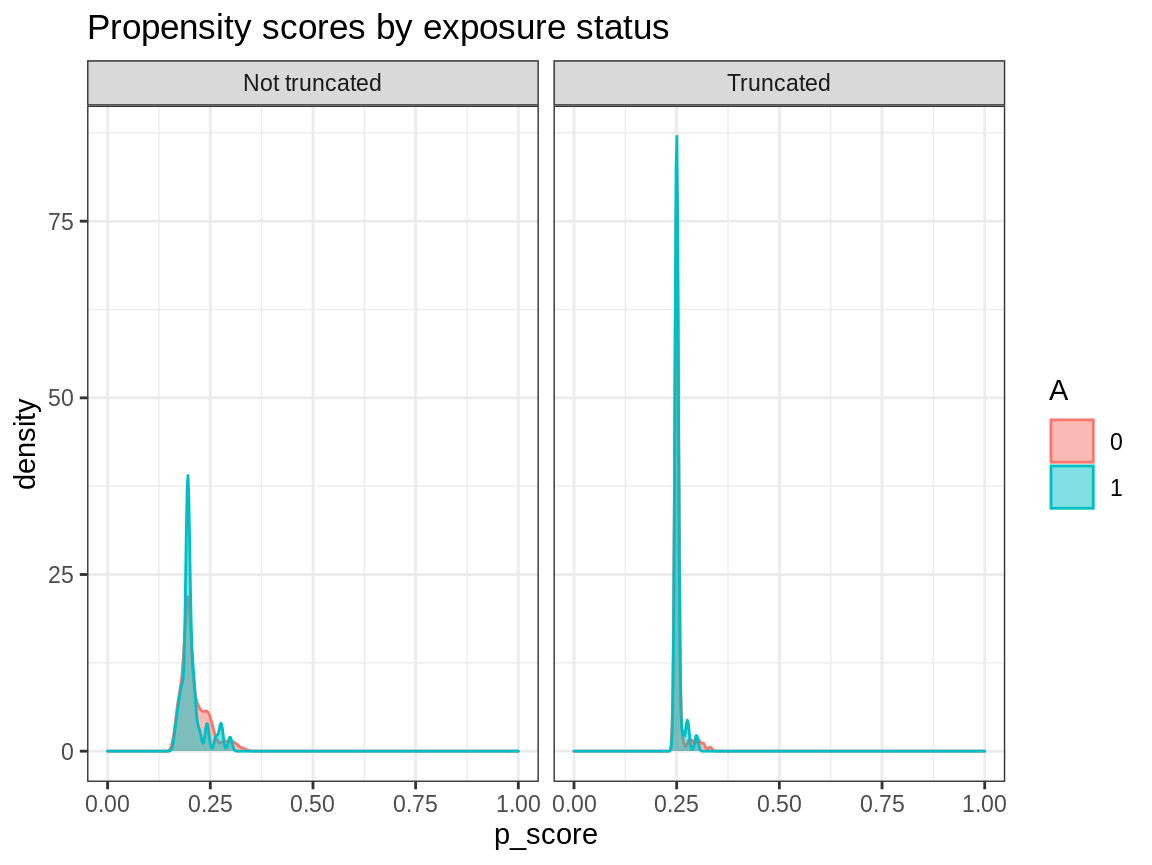 Propensity scores by exposure status
Not truncated
Truncated
75
50
25
0
density
0.00 0.25 0.50 0.75 1.00
0.00 0.25 0.50 0.75 1.00
p_score
A
0
1